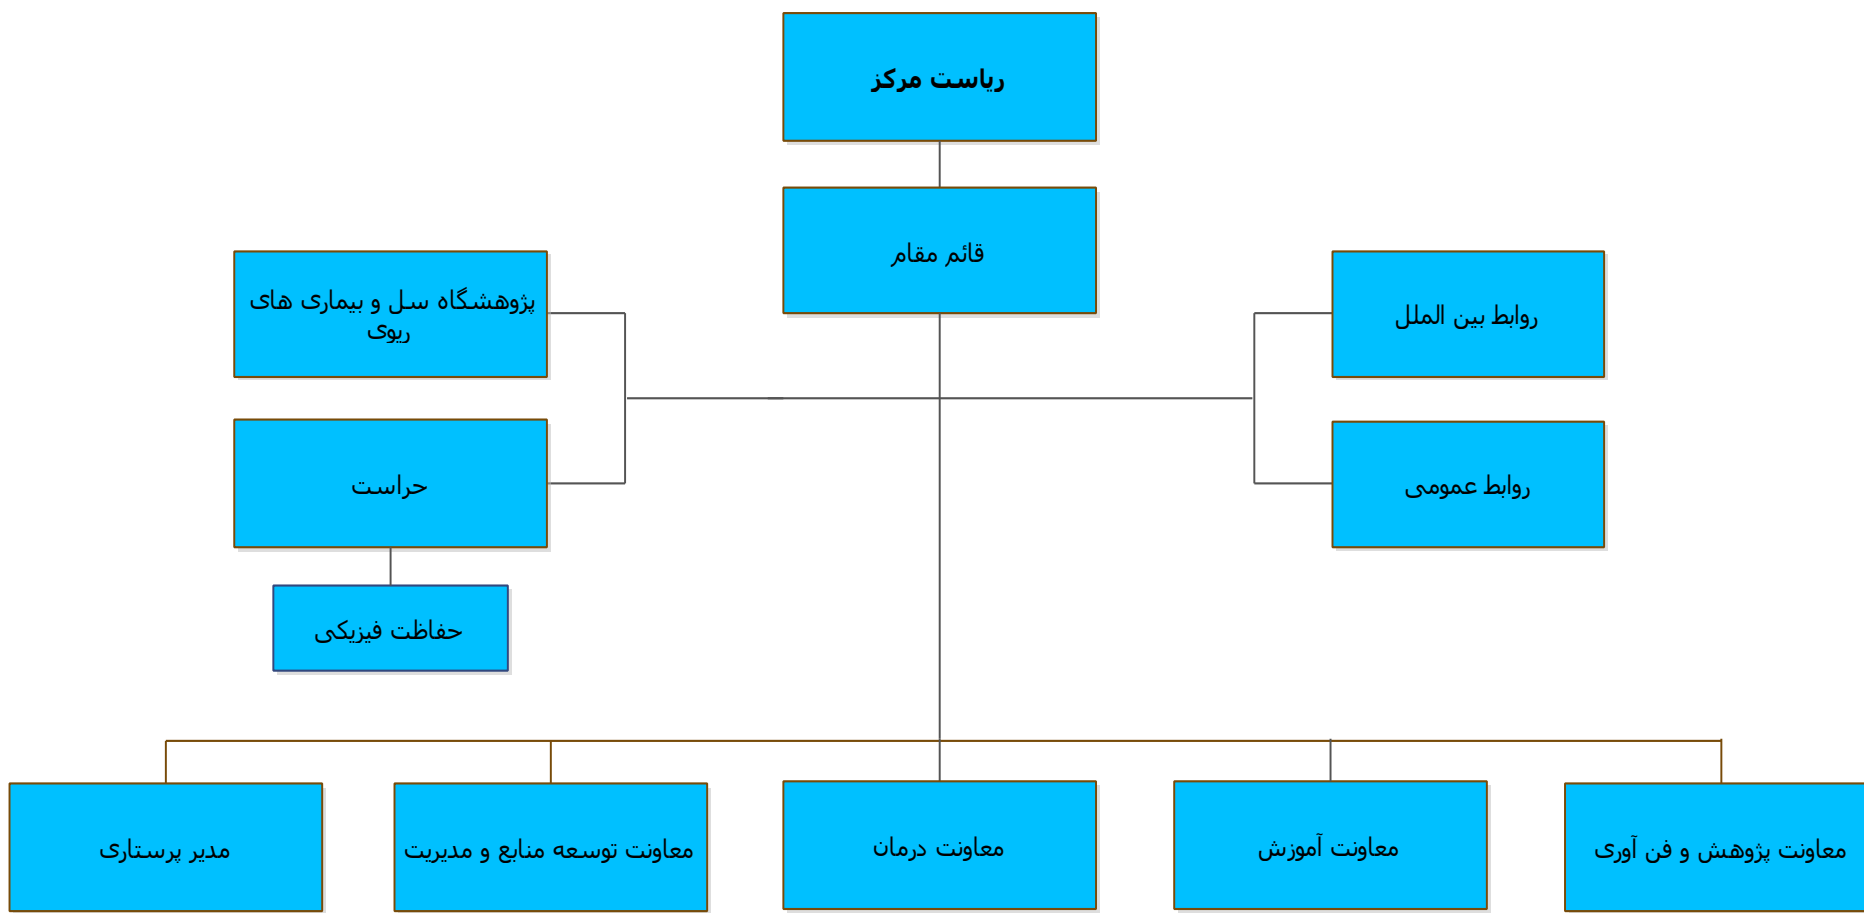 ریاست مرکز
قائم مقام
روابط بین الملل
پژوهشگاه سل و بیماری های
ریوی
روابط عمومی
حراست
حفاظت فیزیکی
معاونت پژوهش و فن آوری
معاونت آموزش
معاونت درمان
معاونت توسعه منابع و مدیریت
مدیر پرستاری